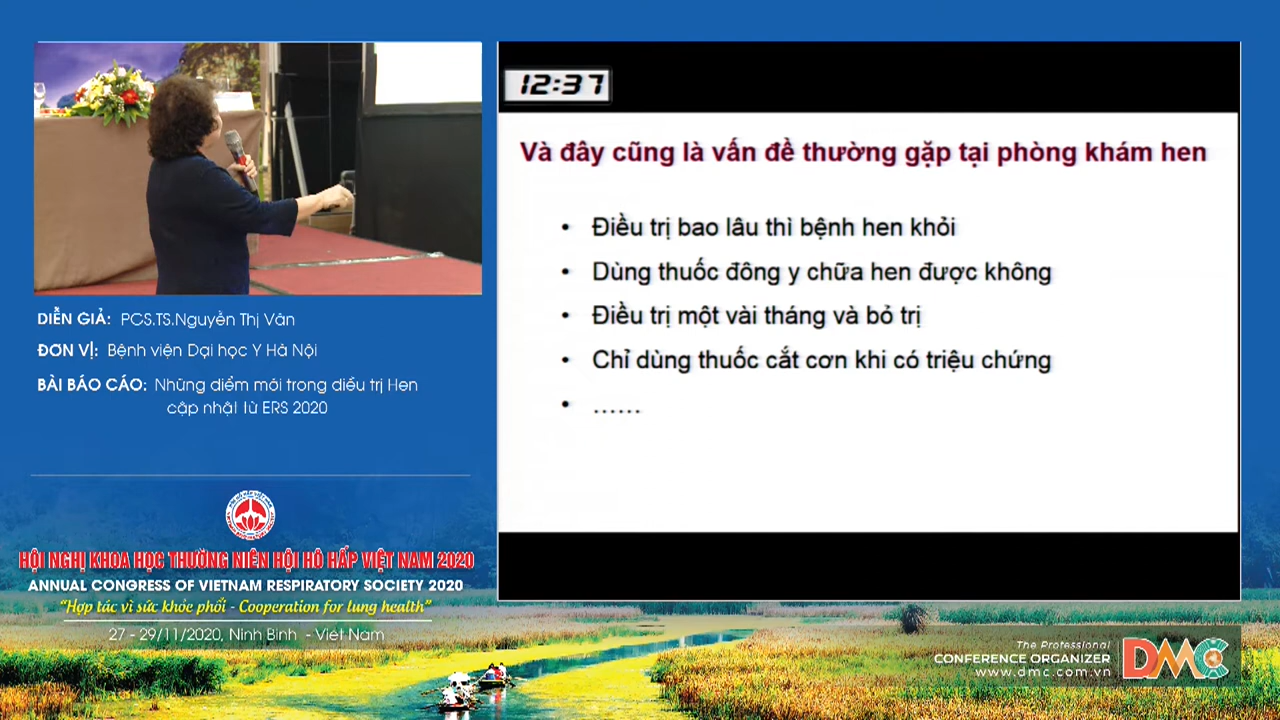 12:37
Và đây cũng là vấn đề thường gặp tại phòng khám hen
• Điều trị bao lâu thì bệnh hen khỏi
• Dùng thuốc đông y chữa hen được không
• Điều trị một vài tháng và bỏ trị
• Chỉ dùng thuốc cắt cơn khi có triệu chứng
• ......
DIỄN GIẢ: PCS.TS.Nguyễn Thị Vân
ĐƠN VỊ: Bệnh viện Dại học Y Hà Nội
BÀI BÁO CÁO: Những diểm mới trong diều trị Hen
cập nhật từ ERS 2020
HỘI NGHỊ KHOA HỌC THƯỜNG NIÊN HỘI HÔ HẤP VIỆT NAM 2020
ANNUAL CONGRESS OF VIETNAM RESPIRATORY SOCIETY 2020
“Hợp tác vì sức khỏe phổi - Cooperation for lung health”
27 - 29/11/2020, Ninh Bình - Việt Nam
The Professional
CONFERENCE ORGANIZER
www.dmc.com.vn
DMC